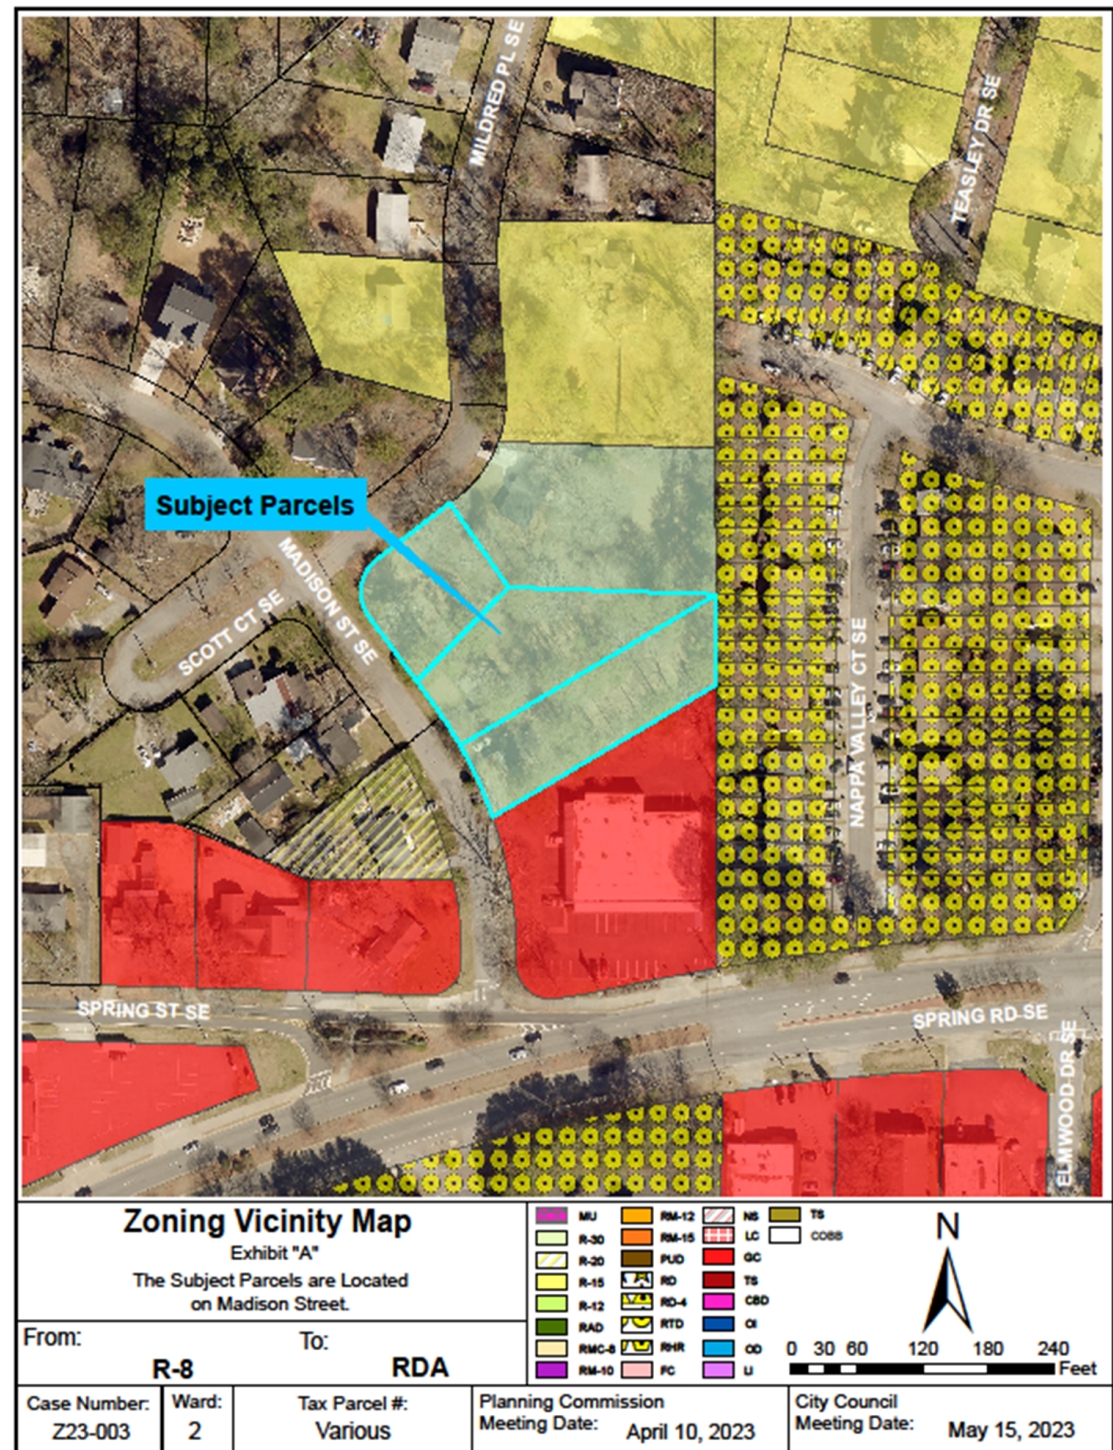 MILDRED PL SE
TEASLEY DR SE
Subject Parcels
MADISON ST SE
SCOTT CT SE
NAPPA VALLEY CT SE
SPRING ST SE
SPRING RD SE
ELMWOOD DR SE
Zoning Vicinity Map
Exhibit "A"
The Subject Parcels are Located
on Madison Street.
From:
To:
R-8
RDA
MU
R-30
R-20
R-15
R-12
RAD
RMC-8
RM-10
RM-12
RM-15
PUD
RD
RD-4
RTD
RHR
FC
NS
LC
GC
TS
CBD
OI
OD
LI
TS
COBB
N
0 30 60 120 180 240
Feet
Case Number:
Z23-003
Ward:
2
Tax Parcel #:
Various
Planning Commission
Meeting Date: April 10, 2023
City Council
Meeting Date: May 15, 2023